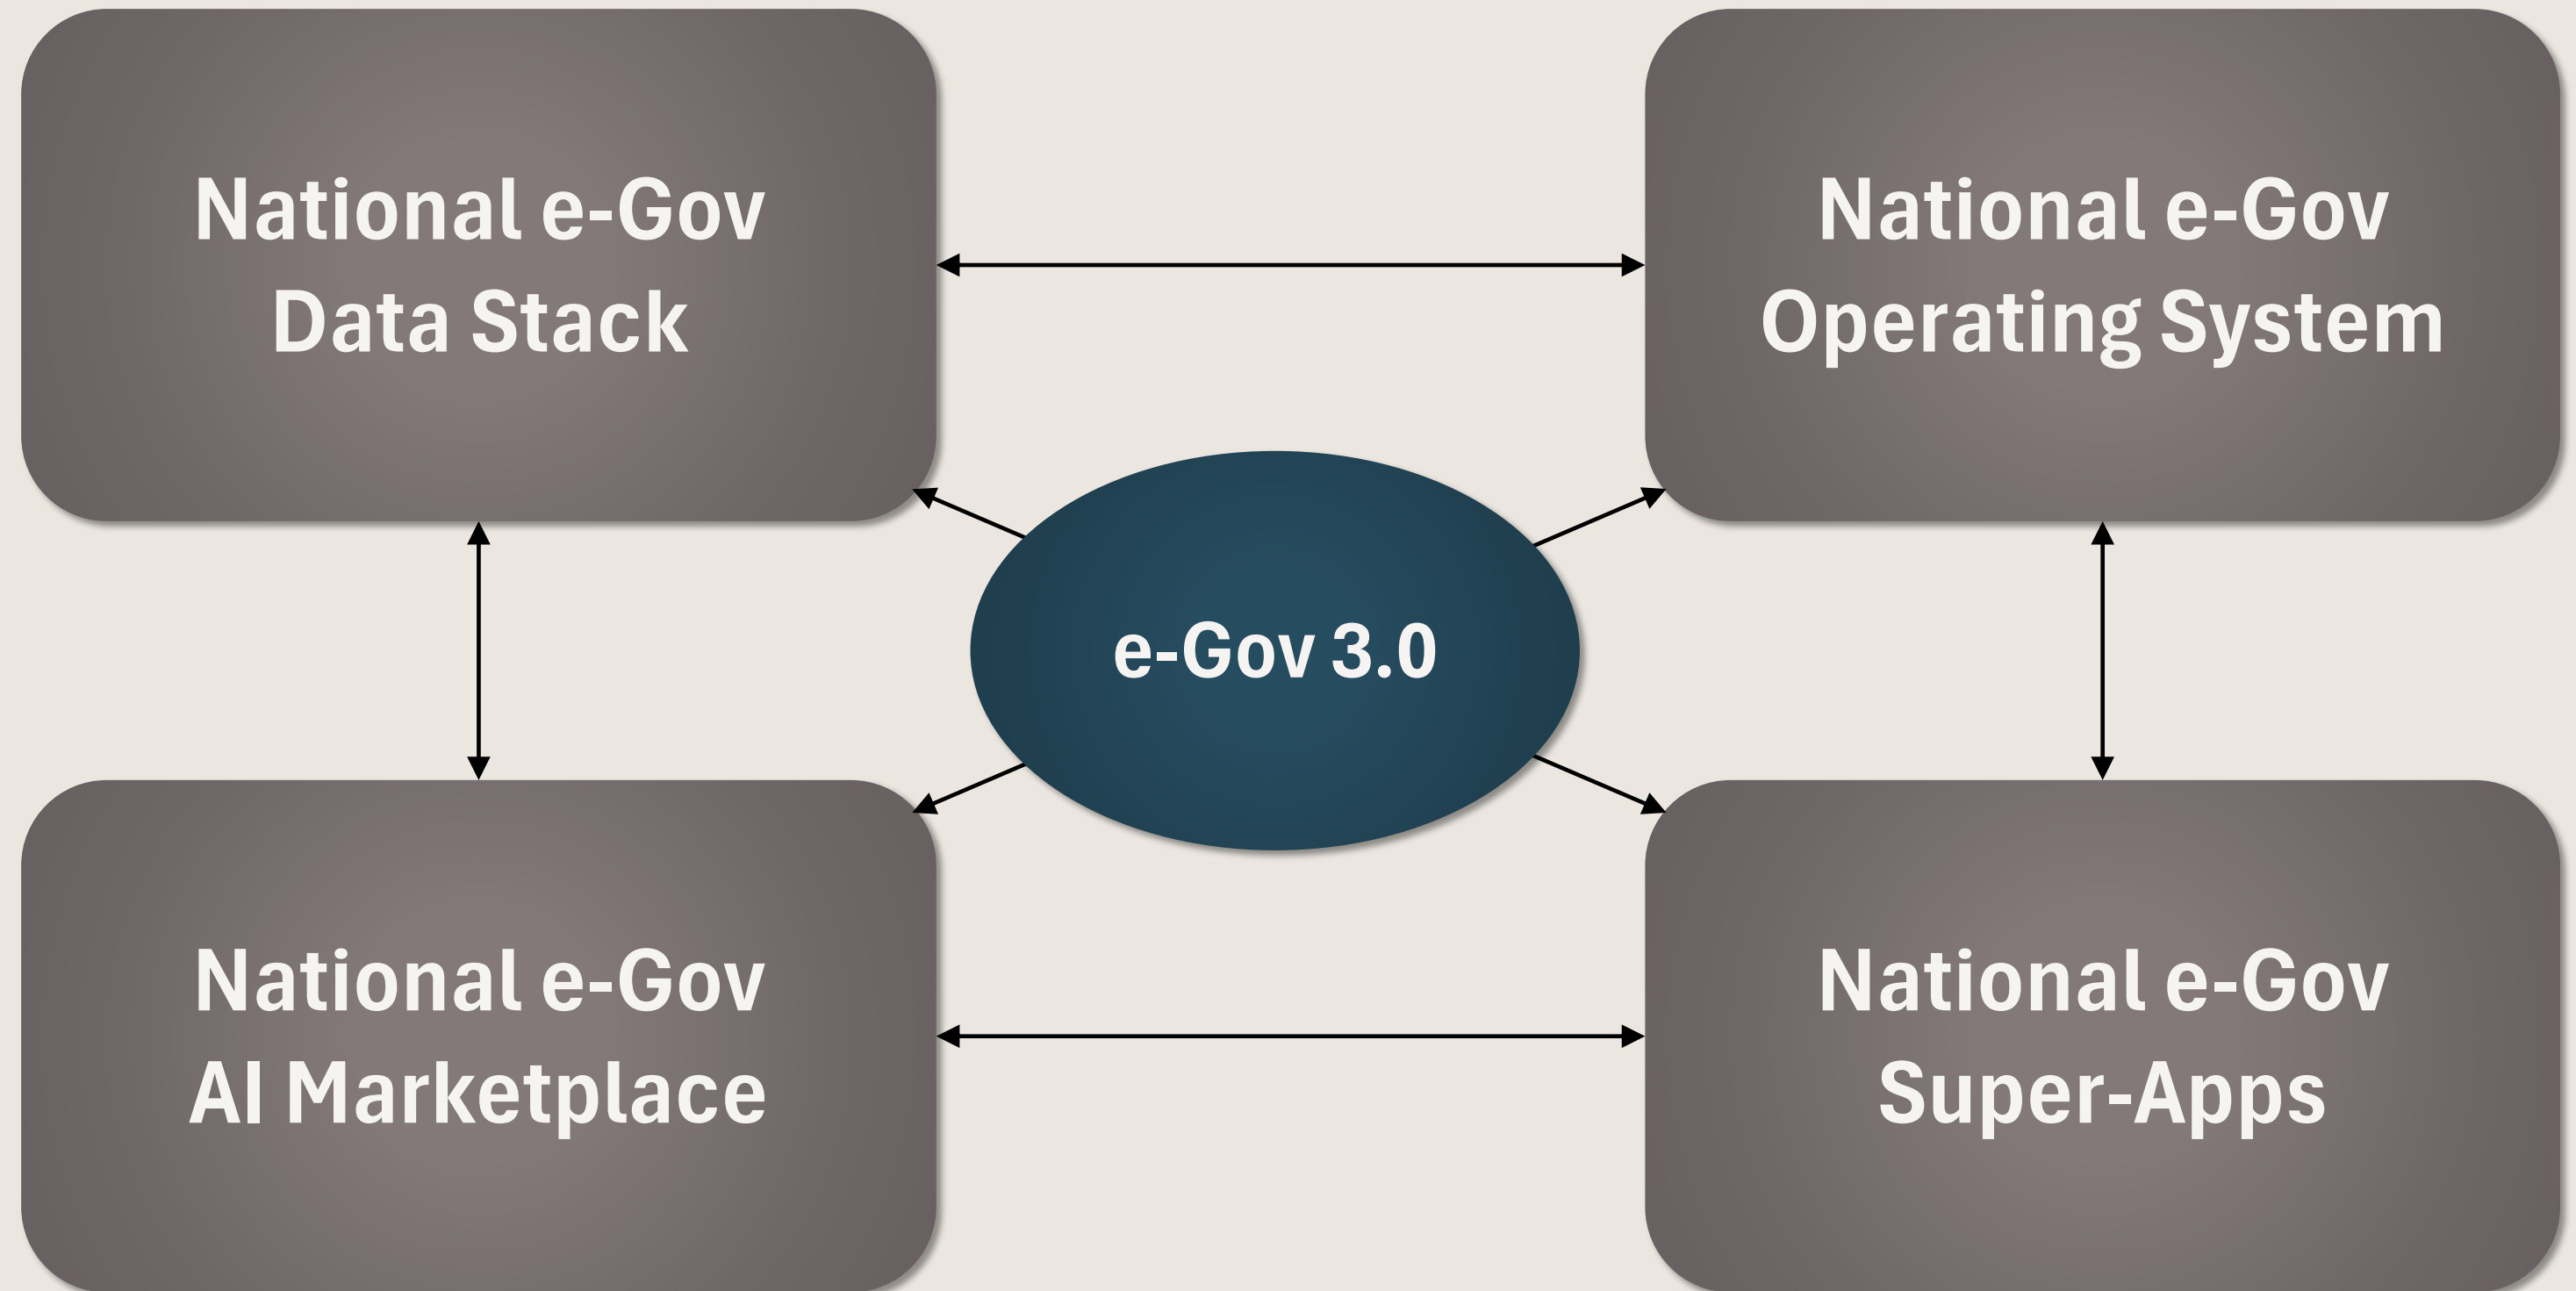 National e-Gov
Data Stack
National e-Gov
Operating System
e-Gov 3.0
National e-Gov
AI Marketplace
National e-Gov
Super-Apps